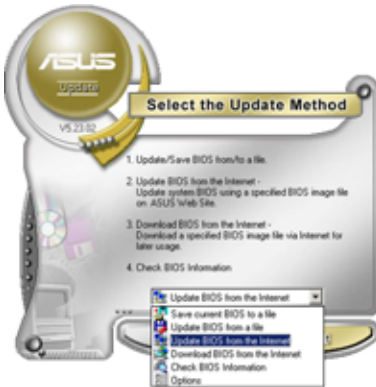 ASUS
Update
V5.23.02
Select the Update Method
1. Update/Save BIOS from/to a file.
2. Update BIOS from the Internet -
Update system BIOS using a specified BIOS image file
on ASUS Web Site.
3. Download BIOS from the Internet -
Download a specified BIOS image file via Internet for
later usage.
4. Check BIOS Information
Update BIOS from the Internet
Save current BIOS to a file
Update BIOS from a file
Update BIOS from the Internet
Download BIOS from the Internet
Check BIOS Information
Options